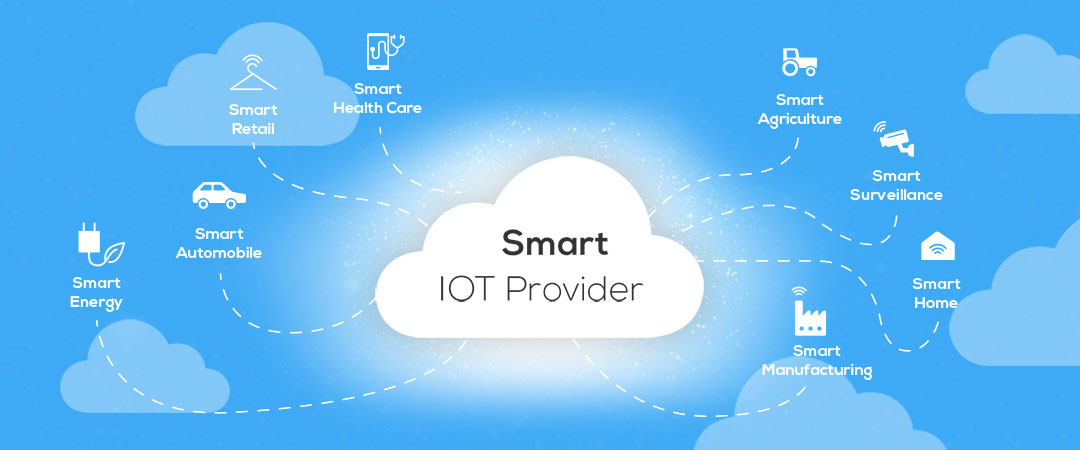 Smart
Retail
Smart
Health Care
Smart
Agriculture
Smart
Surveillance
Smart
Automobile
Smart
Energy
Smart
IOT Provider
Smart
Home
Smart
Manufacturing